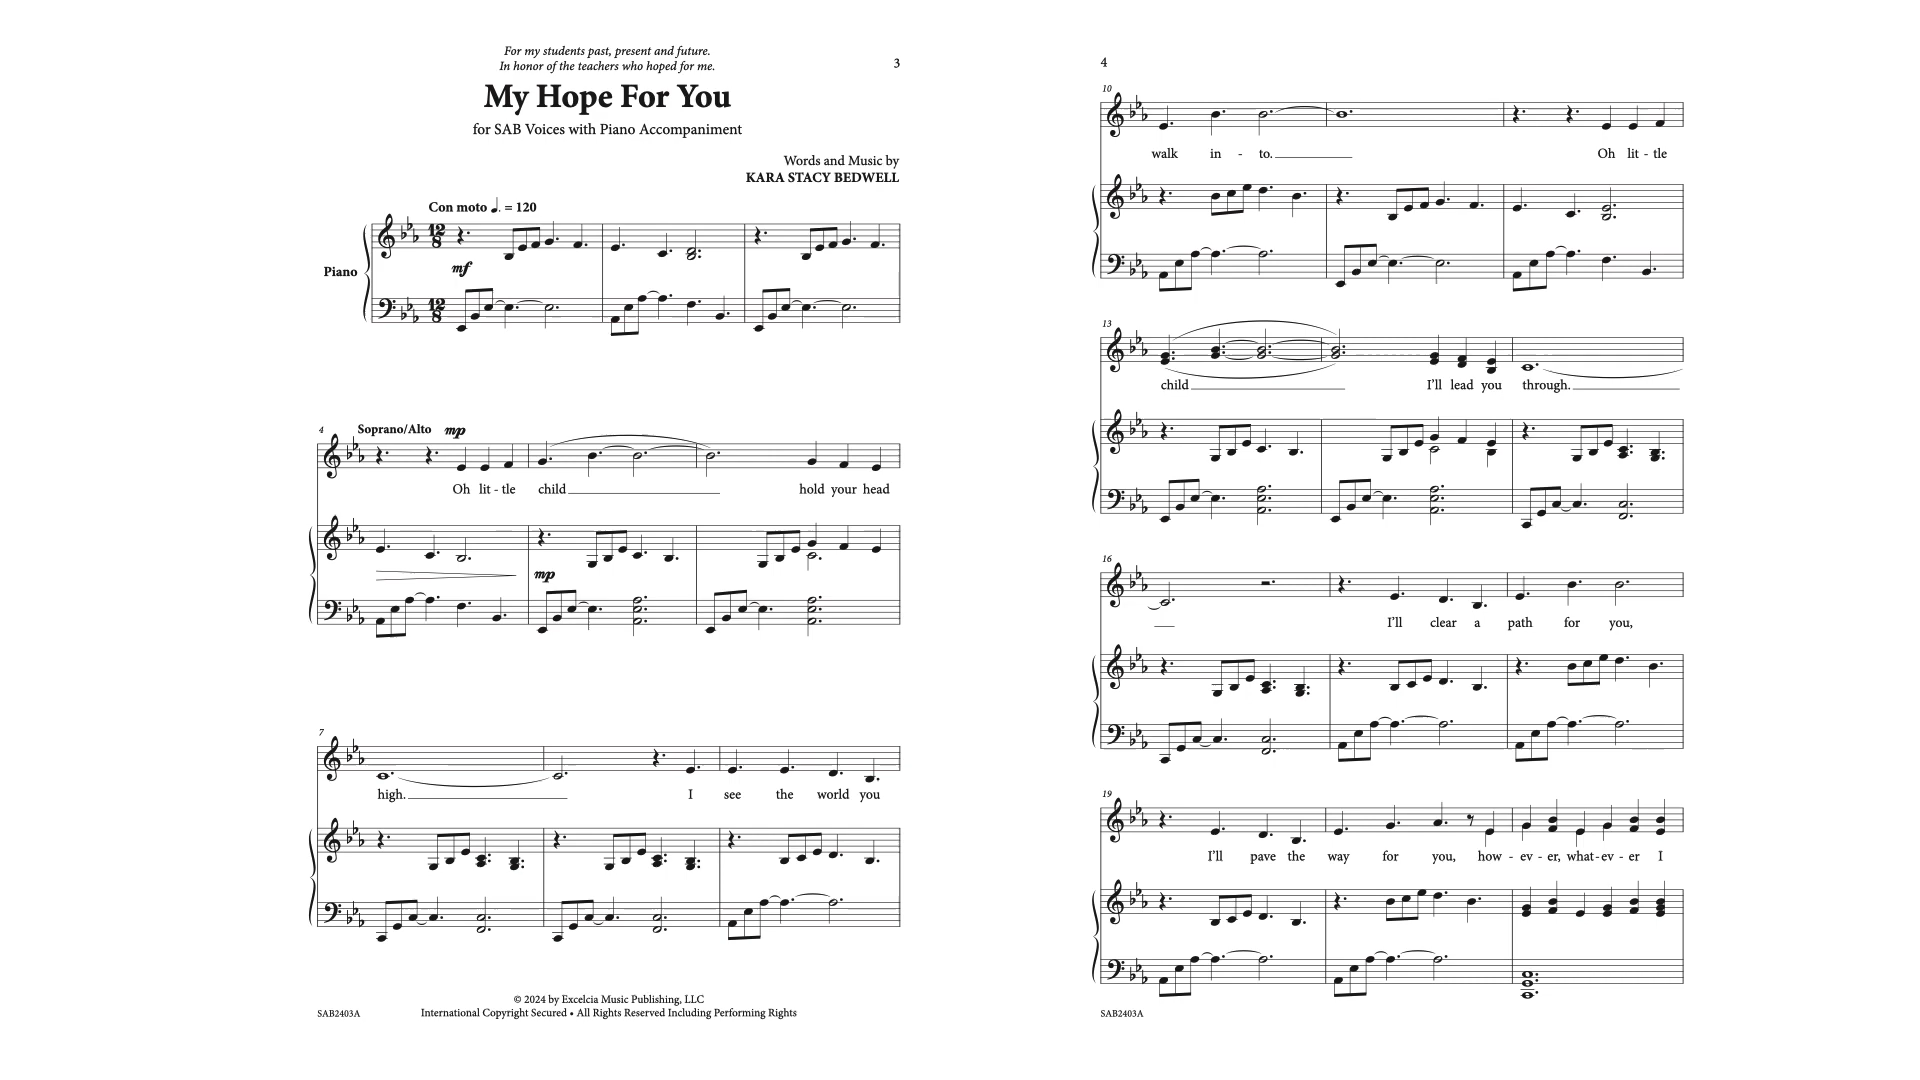 For my students past, present and future.
In honor of the teachers who hoped for me.
3
My Hope For You
for SAB Voices with Piano Accompaniment
Words and Music by
KARA STACY BEDWELL
Con moto ♩. = 120
12
8
Piano
mf
12
8
4
Soprano/Alto mp
Oh lit - tle child hold your head
mp
7
high. I see the world you
© 2024 by Excelcia Music Publishing, LLC
SAB2403A
International Copyright Secured • All Rights Reserved Including Performing Rights
4
10
walk in - to. Oh lit - tle
13
child I'll lead you through.
16
I'll clear a path for you,
19
I'll pave the way for you, how - ev - er, what - ev - er I
SAB2403A